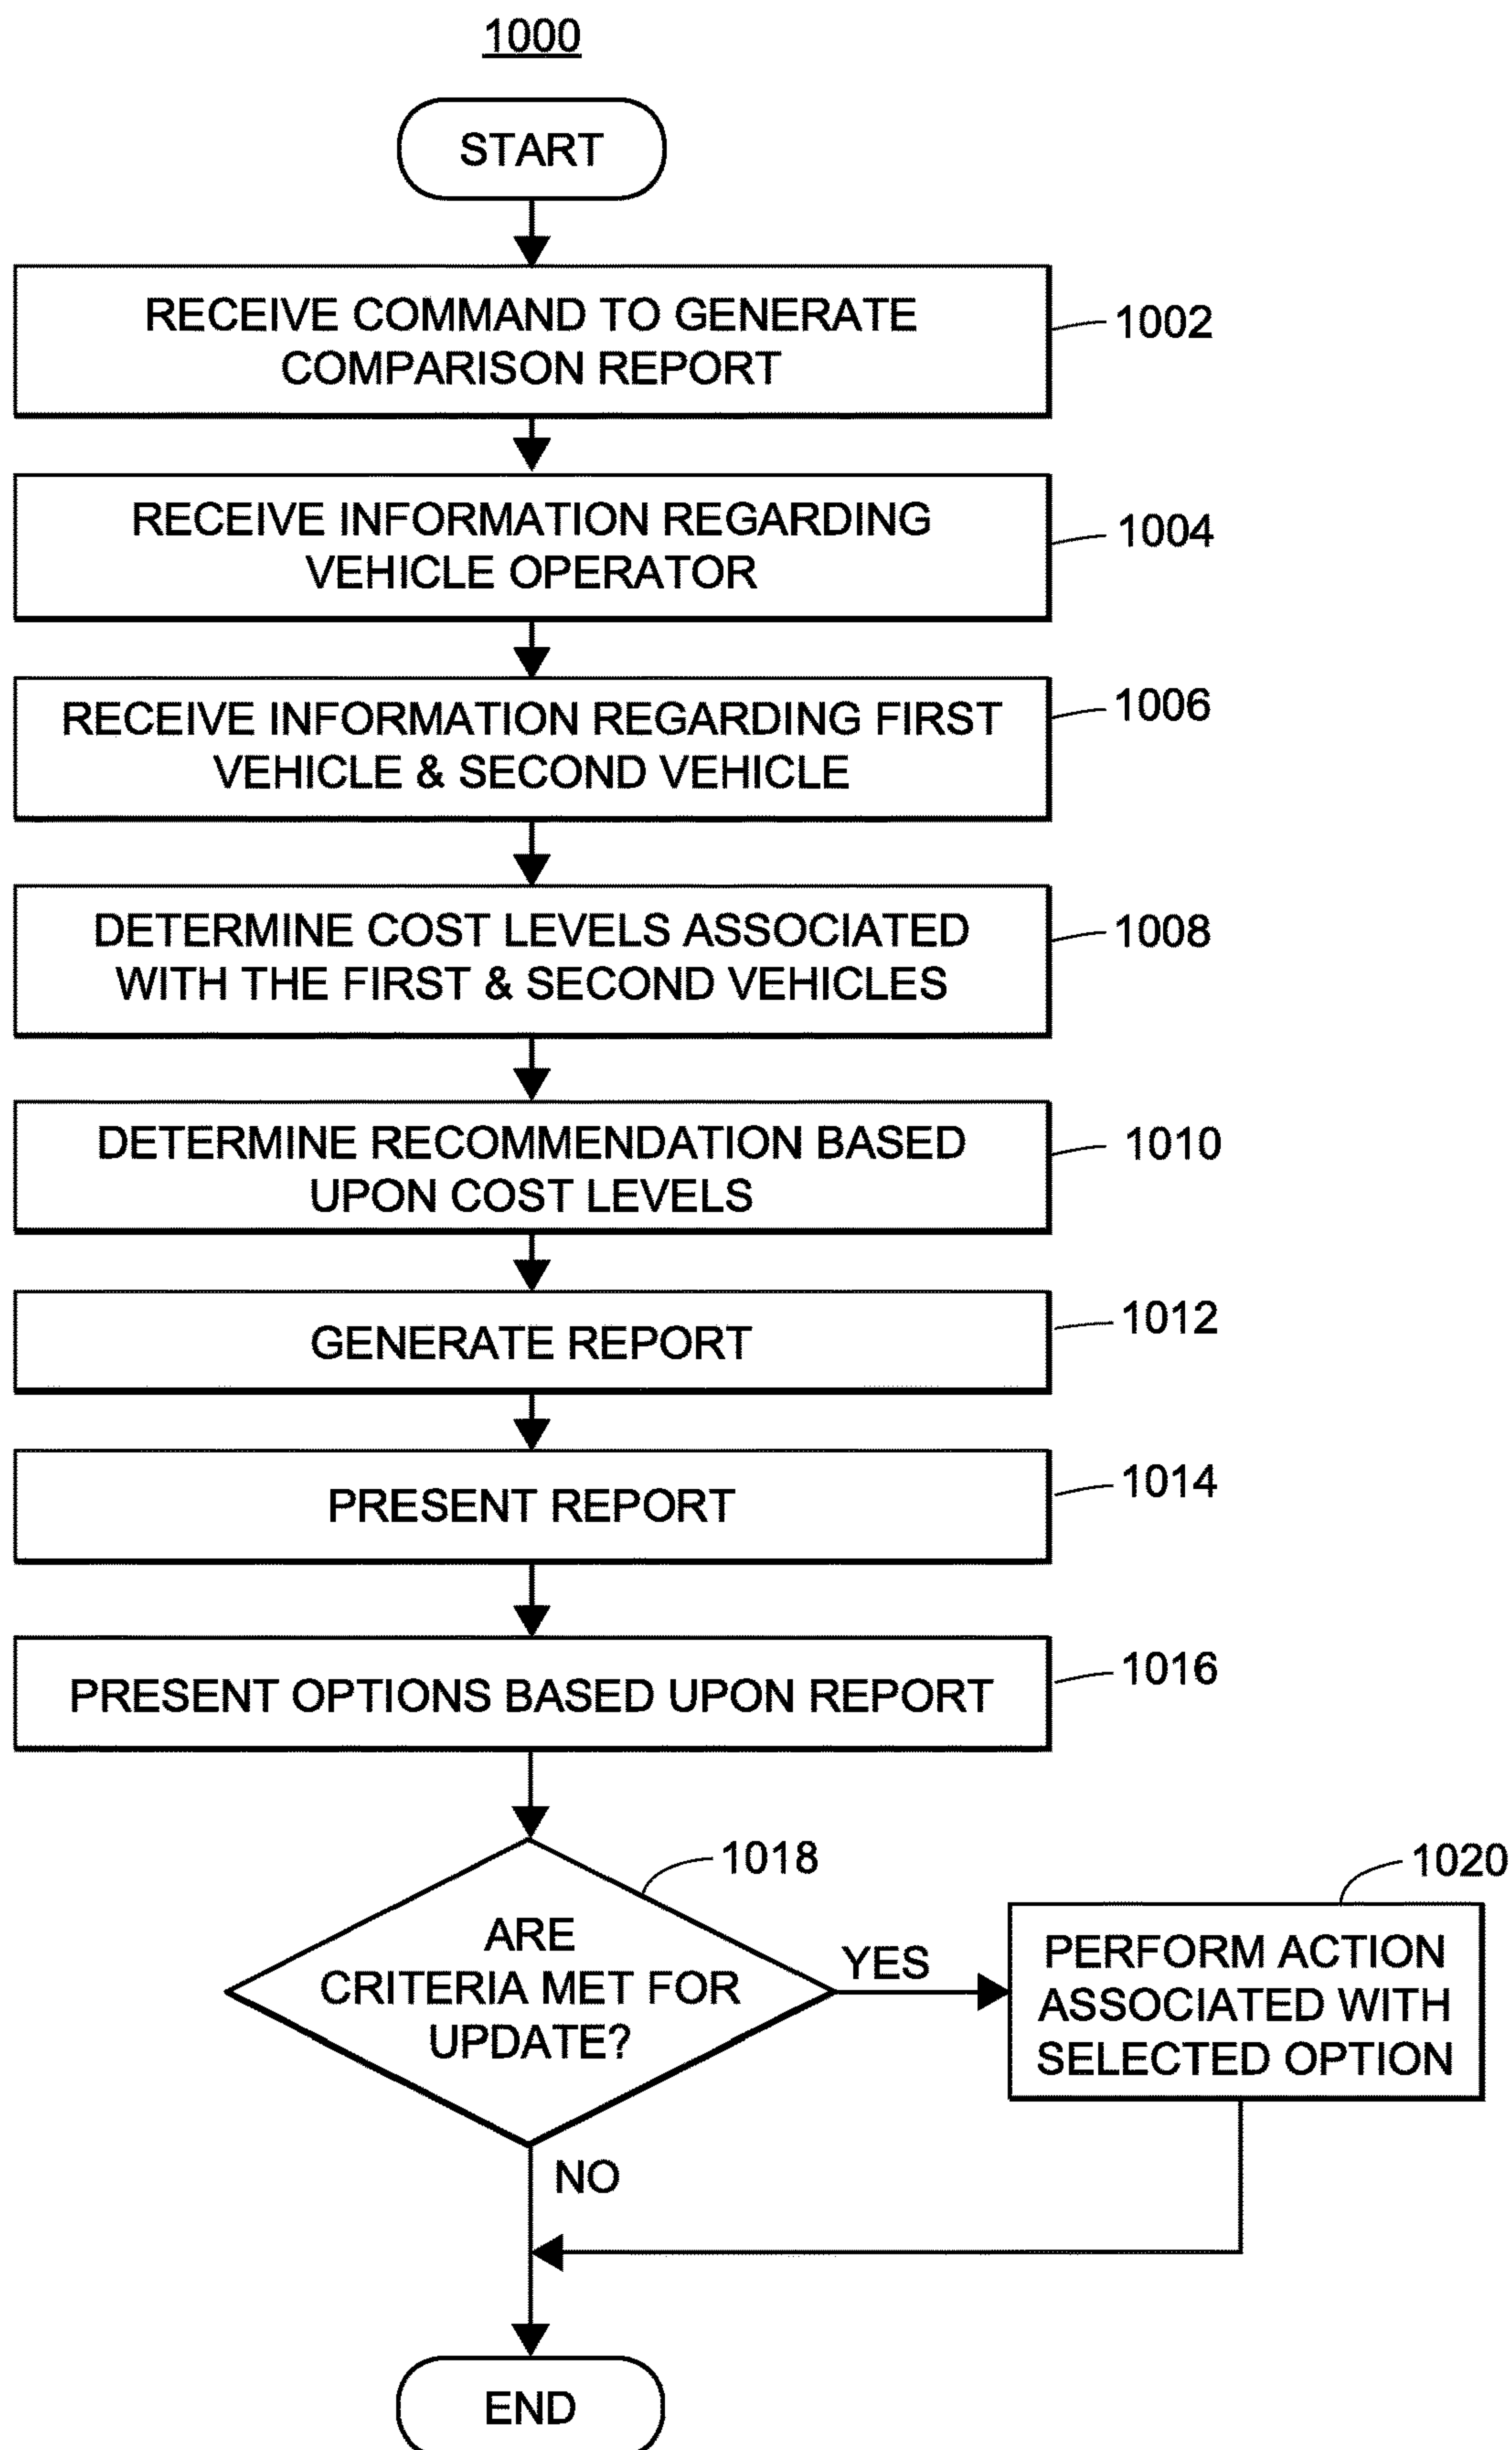 1000
START
RECEIVE COMMAND TO GENERATE
COMPARISON REPORT
1002
RECEIVE INFORMATION REGARDING
VEHICLE OPERATOR
1004
RECEIVE INFORMATION REGARDING FIRST
VEHICLE & SECOND VEHICLE
1006
DETERMINE COST LEVELS ASSOCIATED
WITH THE FIRST & SECOND VEHICLES
1008
DETERMINE RECOMMENDATION BASED
UPON COST LEVELS
1010
GENERATE REPORT
1012
PRESENT REPORT
1014
PRESENT OPTIONS BASED UPON REPORT
1016
ARE
CRITERIA MET FOR
UPDATE?
1018
YES
PERFORM ACTION
ASSOCIATED WITH
SELECTED OPTION
1020
NO
END